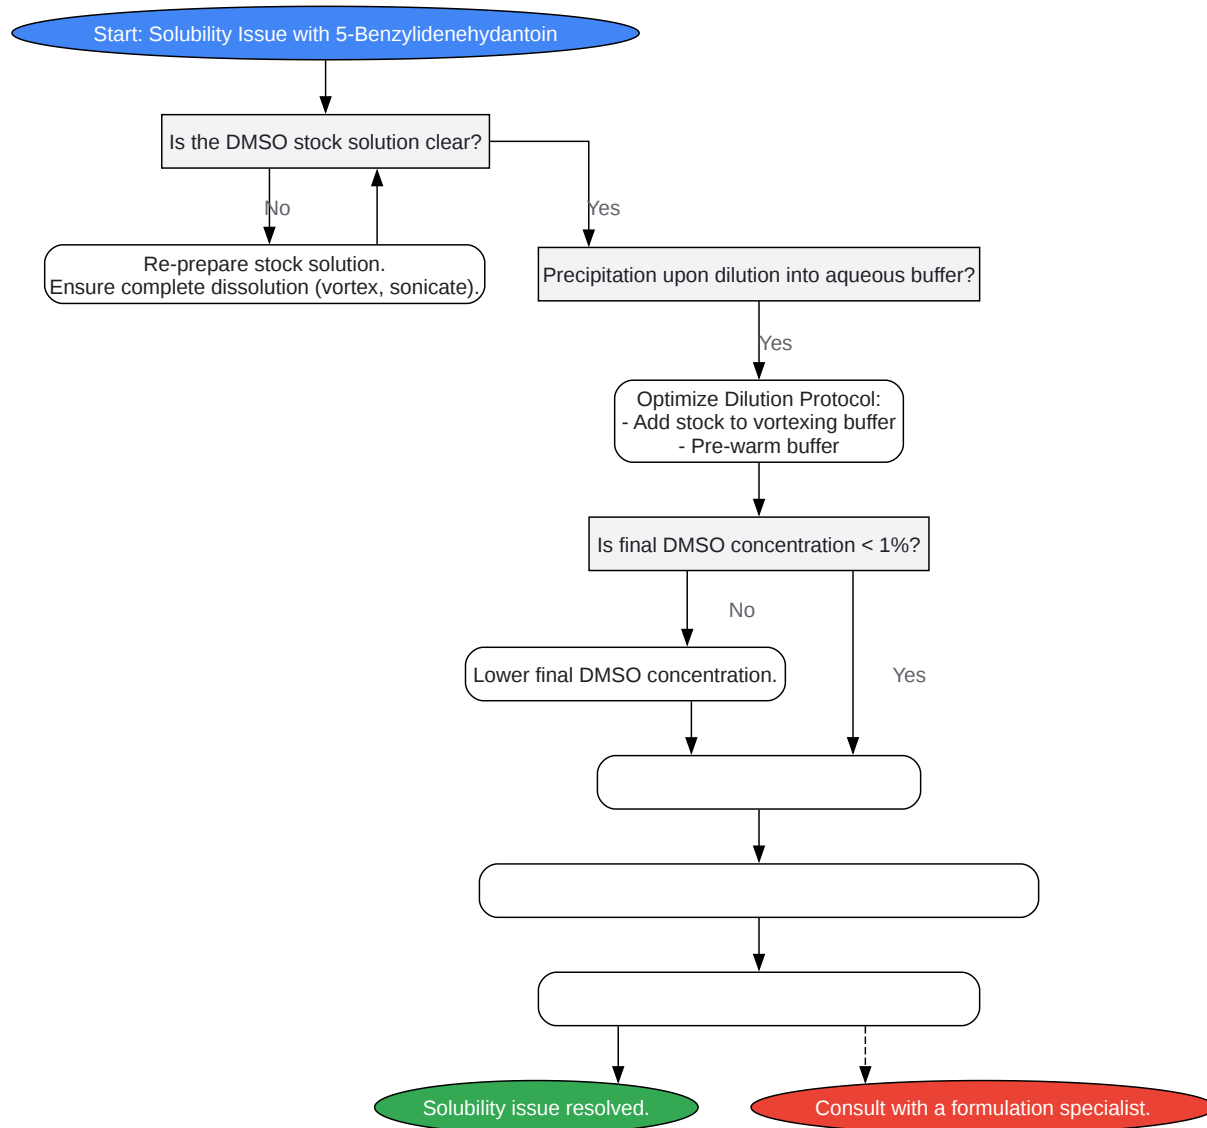 Start: Solubility Issue with 5-Benzylidenehydantoin
Is the DMSO stock solution clear?
No
Yes
Re-prepare stock solution.
Ensure complete dissolution (vortex, sonicate).
Precipitation upon dilution into aqueous buffer?
Yes
Optimize Dilution Protocol:
- Add stock to vortexing buffer
- Pre-warm buffer
Is final DMSO concentration < 1%?
No
Lower final DMSO concentration.
Yes
Solubility issue resolved.
Consult with a formulation specialist.